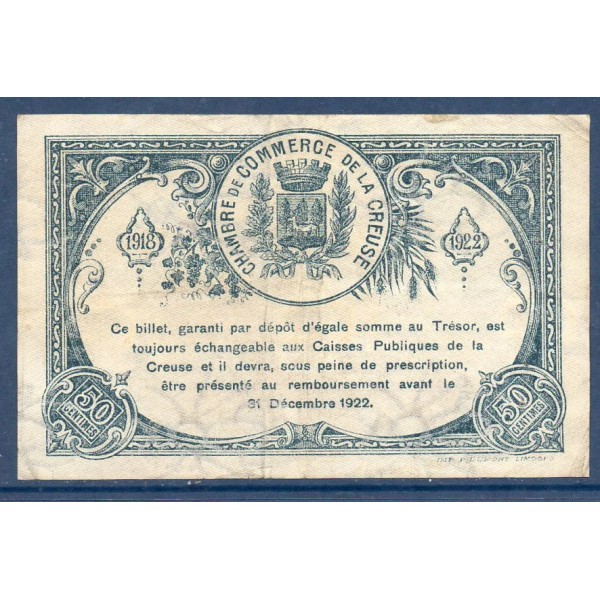 CHAMBRE DE COMMERCE DE LA CREUSE
1918
1922
Ce billet, garanti par dépôt d'égale somme au Trésor, est
toujours échangeable aux Caisses Publiques de la
Creuse et il devra, sous peine de prescription,
être présenté au remboursement avant le
31 Décembre 1922.
50
CENTIMES
50
CENTIMES
DUPONT LIMOGES